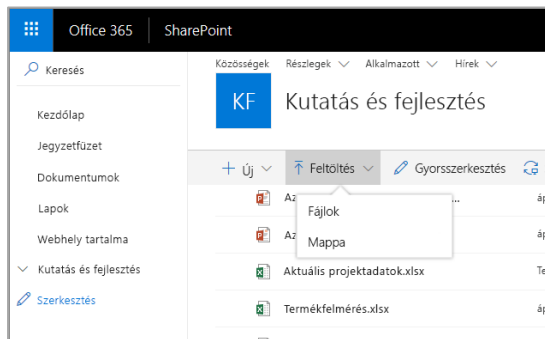 Office 365 SharePoint
Keresés
Kezdőlap
Jegyzetfüzet
Dokumentumok
Lapok
Webhely tartalma
Kutatás és fejlesztés
Szerkesztés
Közösségek Részlegek Alkalmazott Hírek
KF Kutatás és fejlesztés
Új Feltöltés Gyorsszerkesztés
Fájlok
Mappa
Aktuális projektadatok.xlsx
Termékfelmérés.xlsx